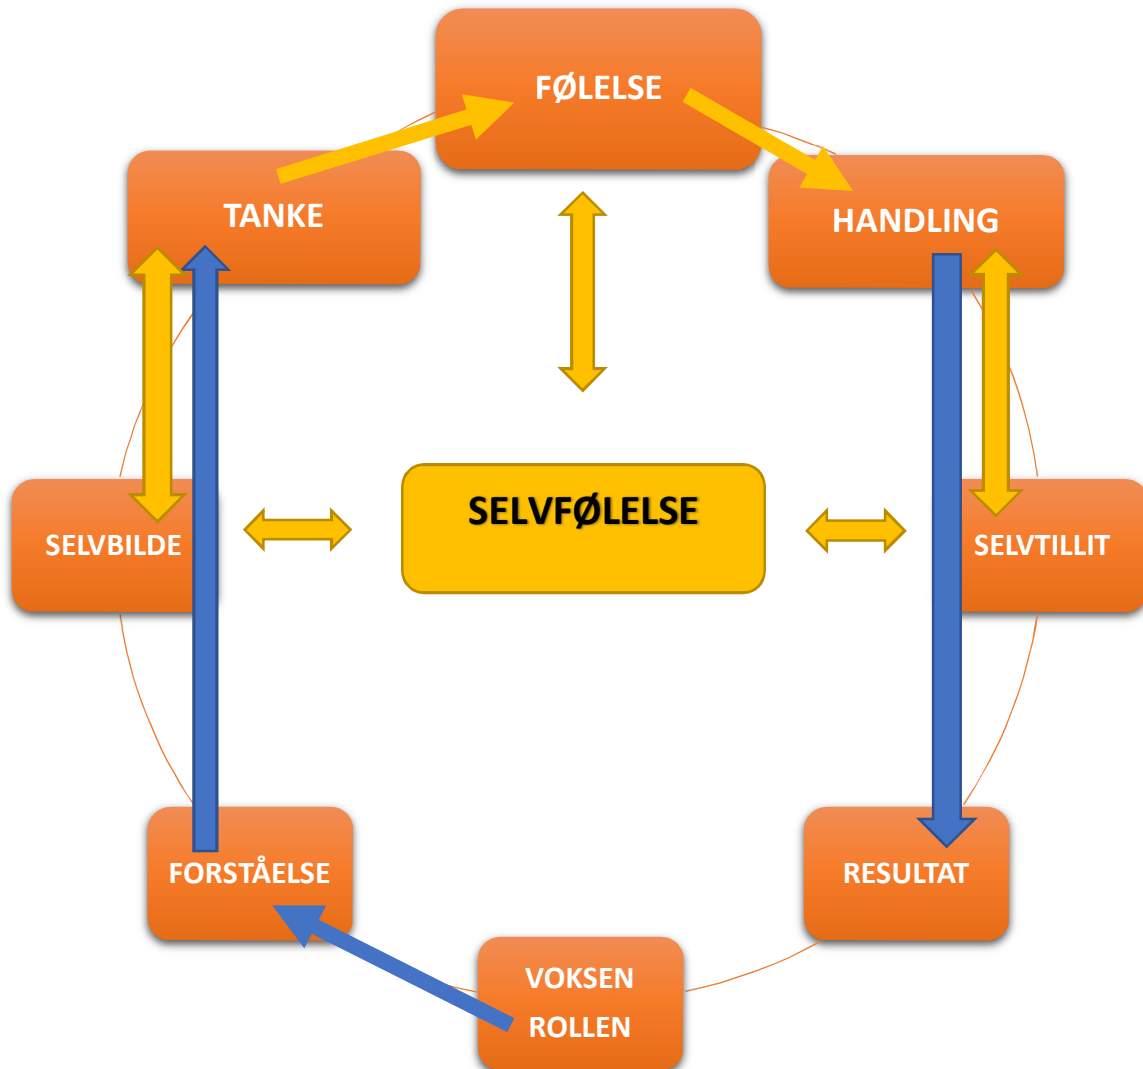 FØLELSE
TANKE
HANDLING
SELVFØLELSE
SELVBILDE
SELVTILLIT
FORSTÅELSE
RESULTAT
VOKSEN
ROLLEN